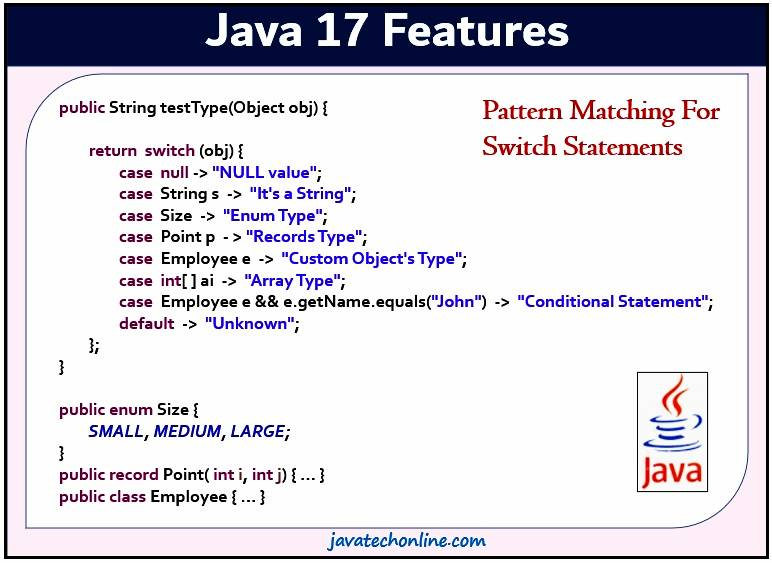 Java 17 Features
Pattern Matching For
Switch Statements
public String testType(Object obj) {
return switch (obj) {
case null -> "NULL value";
case String s -> "It's a String";
case Size -> "Enum Type";
case Point p - > "Records Type";
case Employee e -> "Custom Object's Type";
case int[ ] ai -> "Array Type";
case Employee e && e.getName.equals("John") -> "Conditional Statement";
default -> "Unknown";
};
}
public enum Size {
SMALL, MEDIUM, LARGE;
}
public record Point( int i, int j) { ... }
public class Employee { ... }
Java
javatechonline.com